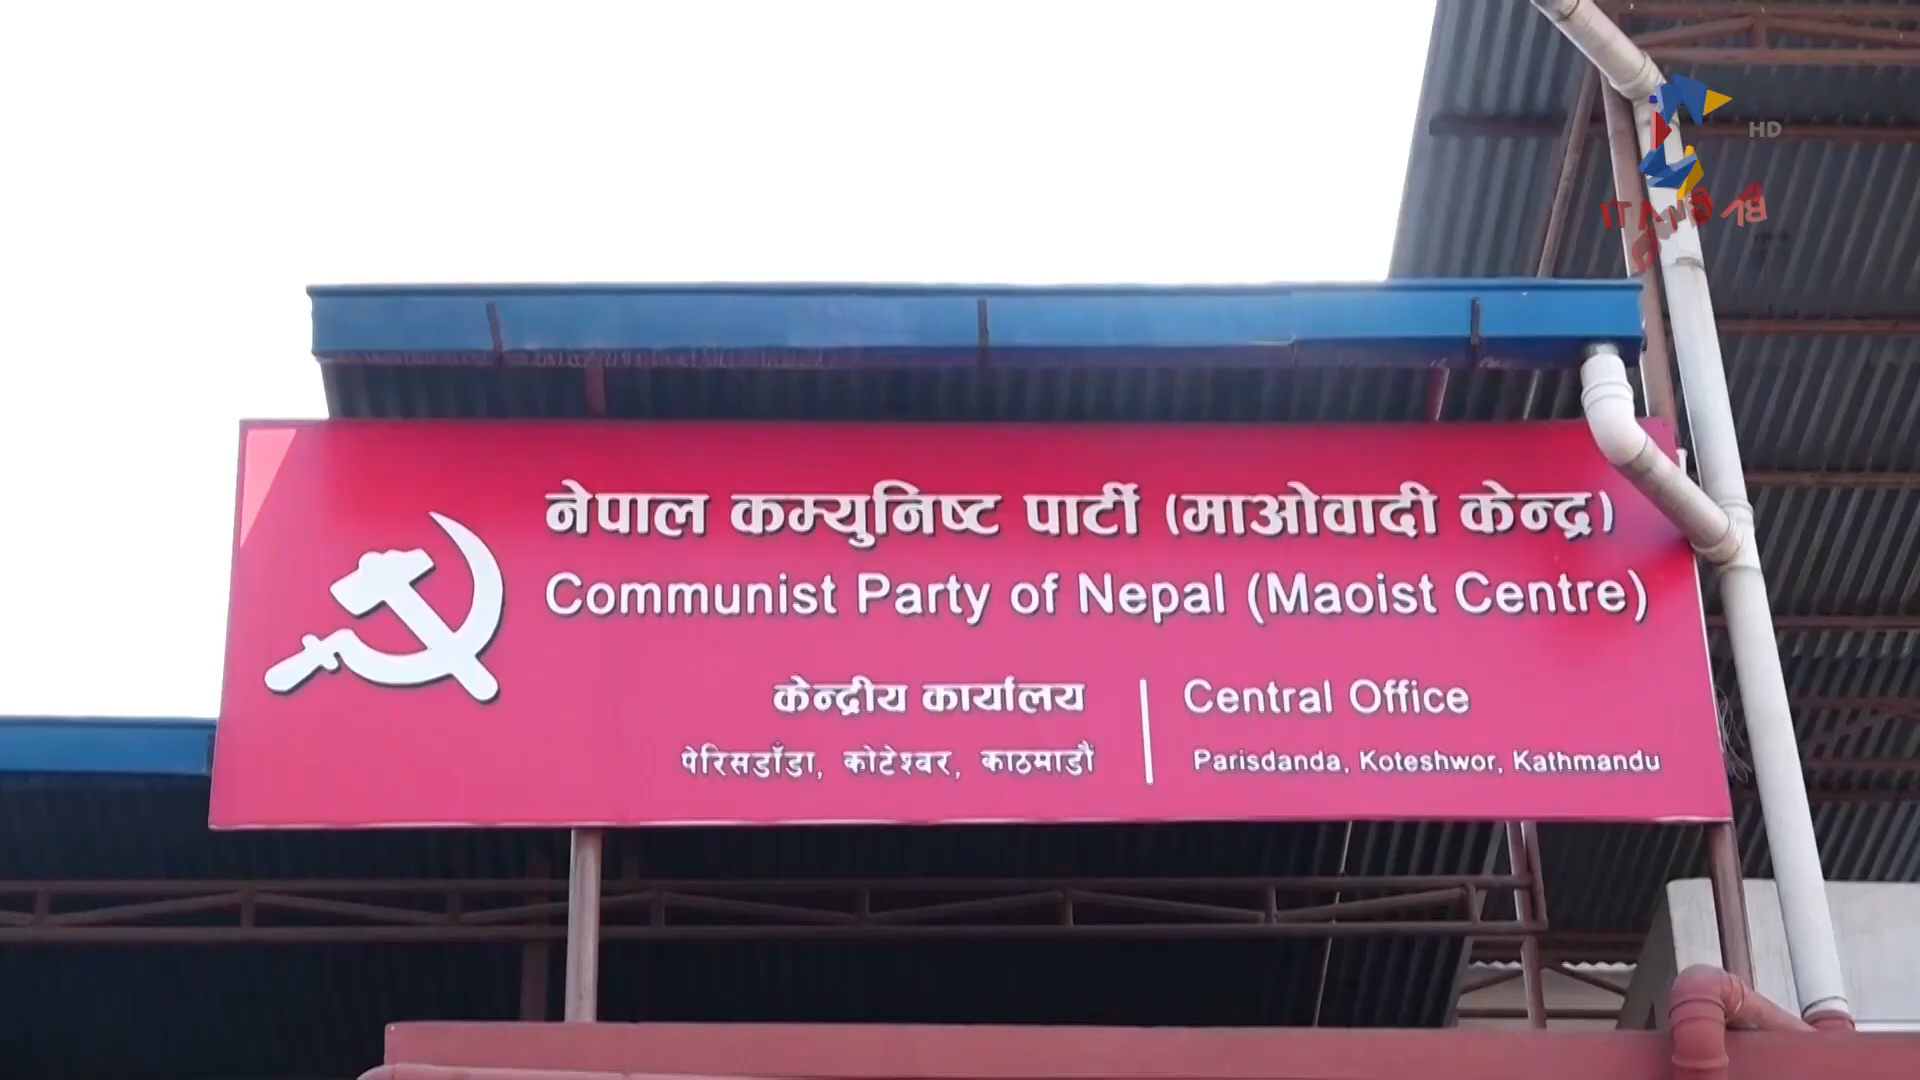 HD
नेपाल कम्युनिष्ट पार्टी (माओवादी केन्द्र)
Communist Party of Nepal (Maoist Centre)
केन्द्रीय कार्यालय
पेरिसडाँडा, कोटेश्वर, काठमाडौं
Central Office
Parisdanda, Koteshwor, Kathmandu